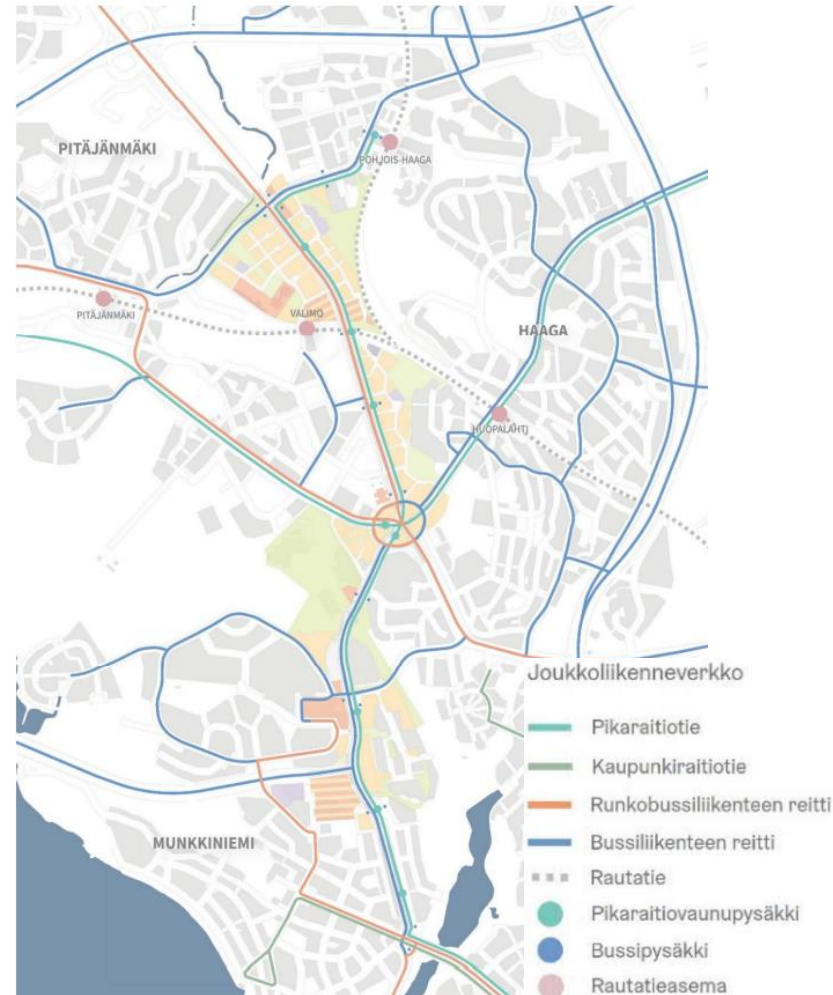 PITÄJÄNMÄKI
POHJOIS-HAAGA
PITÄJÄNMÄKI
VALIMO
HAAGA
HUOPALAHTI
MUNKKINIEMI
Joukkoliikenneverkko
Pikaraitiotie
Kaupunkiraitiotie
Runkobussiliikenteen reitti
Bussiliikenteen reitti
Rautatie
Pikaraitiovaunupysäkki
Bussipysäkki
Rautatieasema